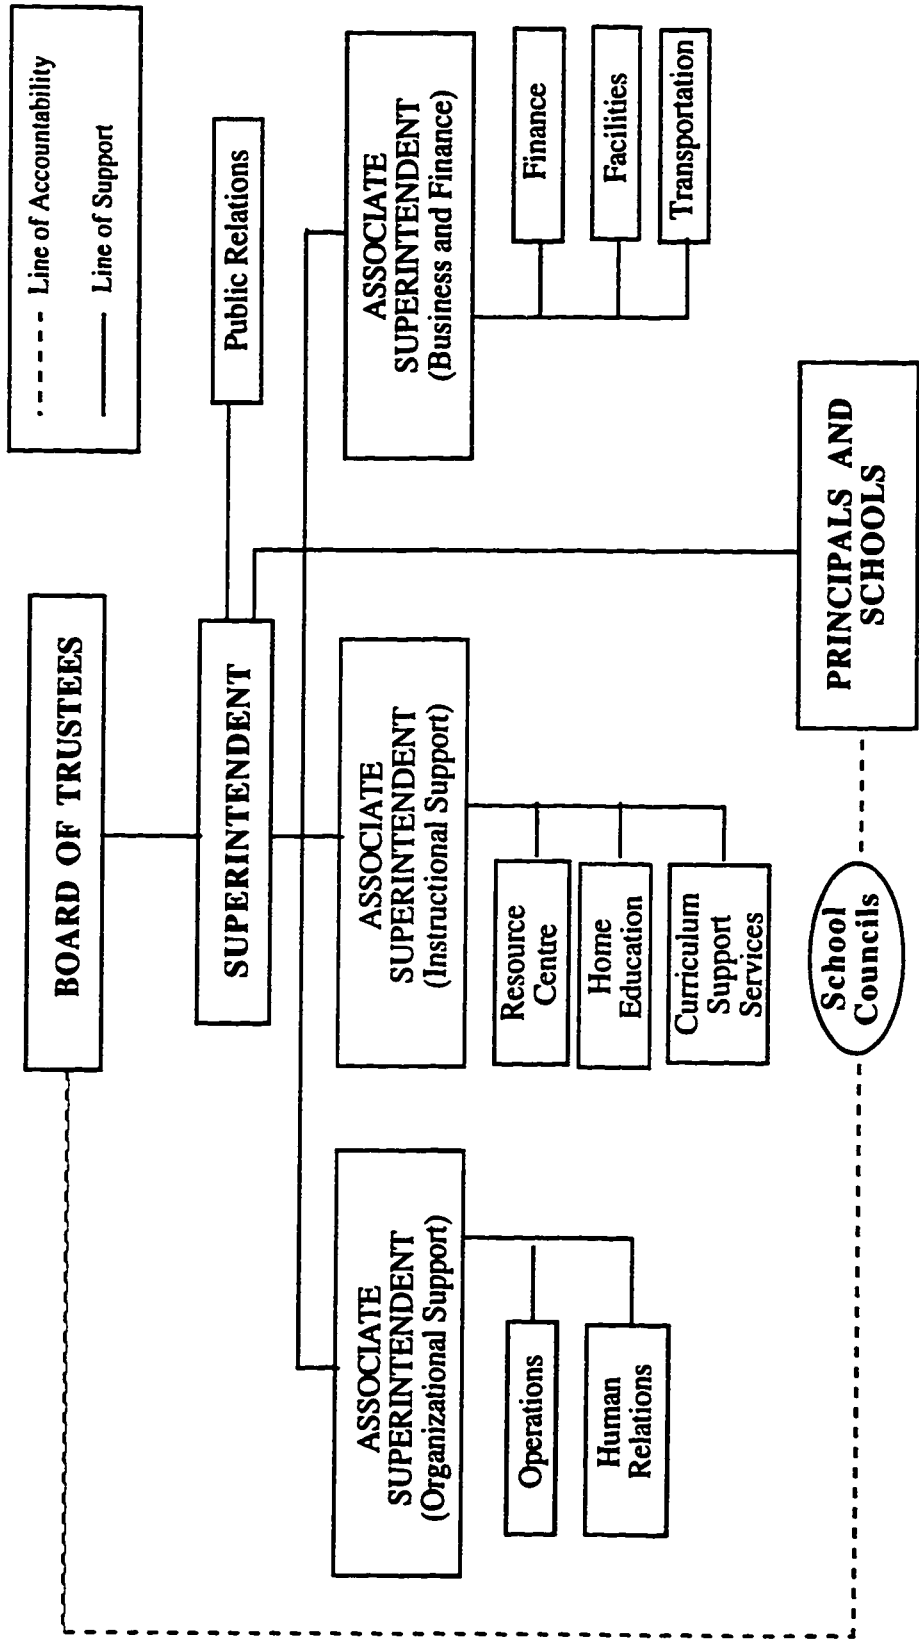 Line of Accountability
Line of Support
BOARD OF TRUSTEES
SUPERINTENDENT
Public Relations
ASSOCIATE
SUPERINTENDENT
(Organizational Support)
Operations
Human
Relations
ASSOCIATE
SUPERINTENDENT
(Instructional Support)
Resource
Centre
Home
Education
Curriculum
Support
Services
ASSOCIATE
SUPERINTENDENT
(Business and Finance)
Finance
Facilities
Transportation
School
Councils
PRINCIPALS AND
SCHOOLS